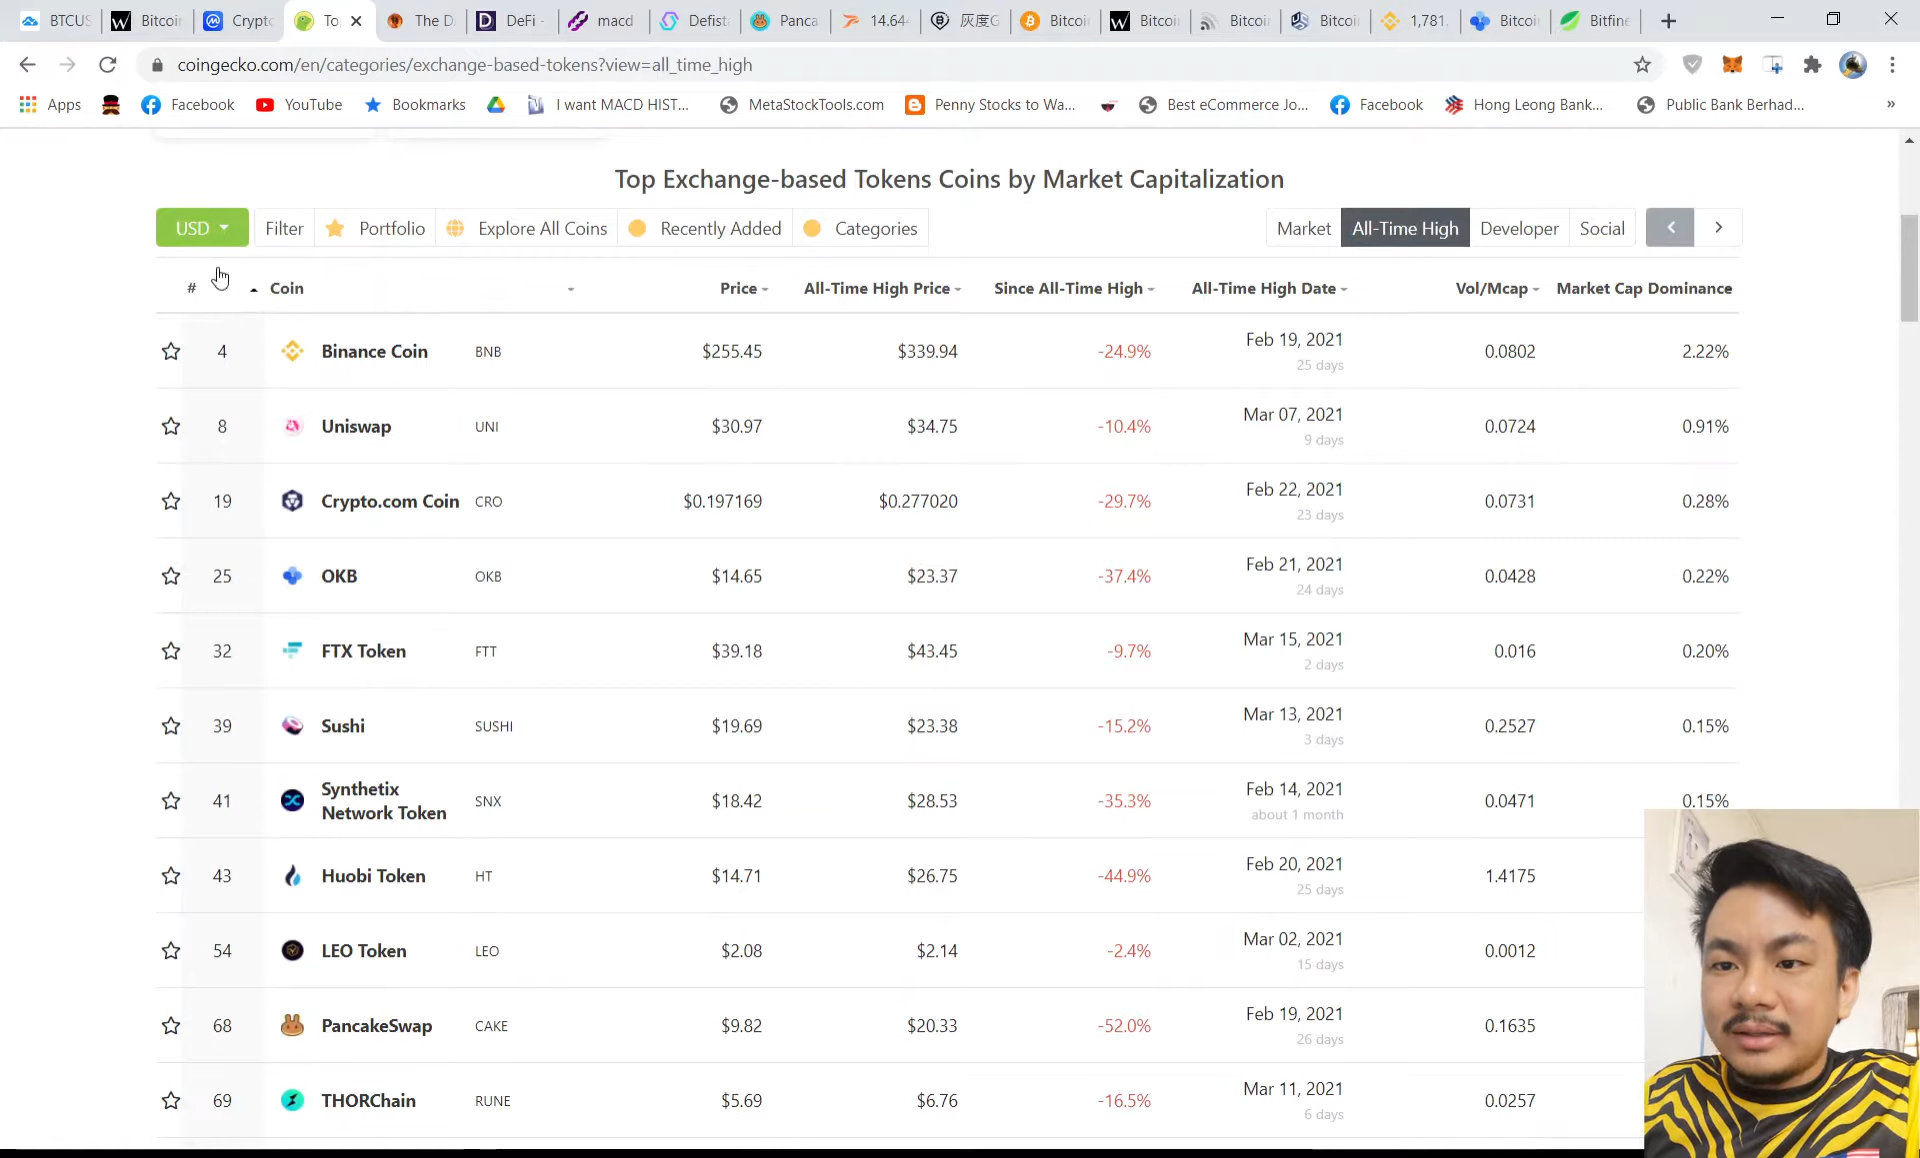 BTCUS
Bitcoin
Crypto
To
The D
DeFi -
macd
Defist
Panca
14.64
灰度G
Bitcoi
Bitcoi
Bitcoi
Bitcoi
1,781.
Bitcoi
Bitfine
coingecko.com/en/categories/exchange-based-tokens?view=all_time_high
Apps
Facebook
YouTube
Bookmarks
I want MACD HIST...
MetaStockTools.com
Penny Stocks to Wa...
Best eCommerce Jo...
Facebook
Hong Leong Bank...
Public Bank Berhad...
»
Top Exchange-based Tokens Coins by Market Capitalization
USD Filter Portfolio Explore All Coins Recently Added Categories Market All-Time High Developer Social
# Coin Price All-Time High Price Since All-Time High All-Time High Date Vol/Mcap Market Cap Dominance
4 Binance Coin BNB $255.45 $339.94 -24.9% Feb 19, 2021 0.0802 2.22%
25 days
8 Uniswap UNI $30.97 $34.75 -10.4% Mar 07, 2021 0.0724 0.91%
9 days
19 Crypto.com Coin CRO $0.197169 $0.277020 -29.7% Feb 22, 2021 0.0731 0.28%
23 days
25 OKB OKB $14.65 $23.37 -37.4% Feb 21, 2021 0.0428 0.22%
24 days
32 FTX Token FTT $39.18 $43.45 -9.7% Mar 15, 2021 0.016 0.20%
2 days
39 Sushi SUSHI $19.69 $23.38 -15.2% Mar 13, 2021 0.2527 0.15%
3 days
41 Synthetix Network Token SNX $18.42 $28.53 -35.3% Feb 14, 2021 0.0471 0.15%
about 1 month
43 Huobi Token HT $14.71 $26.75 -44.9% Feb 20, 2021 1.4175
25 days
54 LEO Token LEO $2.08 $2.14 -2.4% Mar 02, 2021 0.0012
15 days
68 PancakeSwap CAKE $9.82 $20.33 -52.0% Feb 19, 2021 0.1635
26 days
69 THORChain RUNE $5.69 $6.76 -16.5% Mar 11, 2021 0.0257
6 days